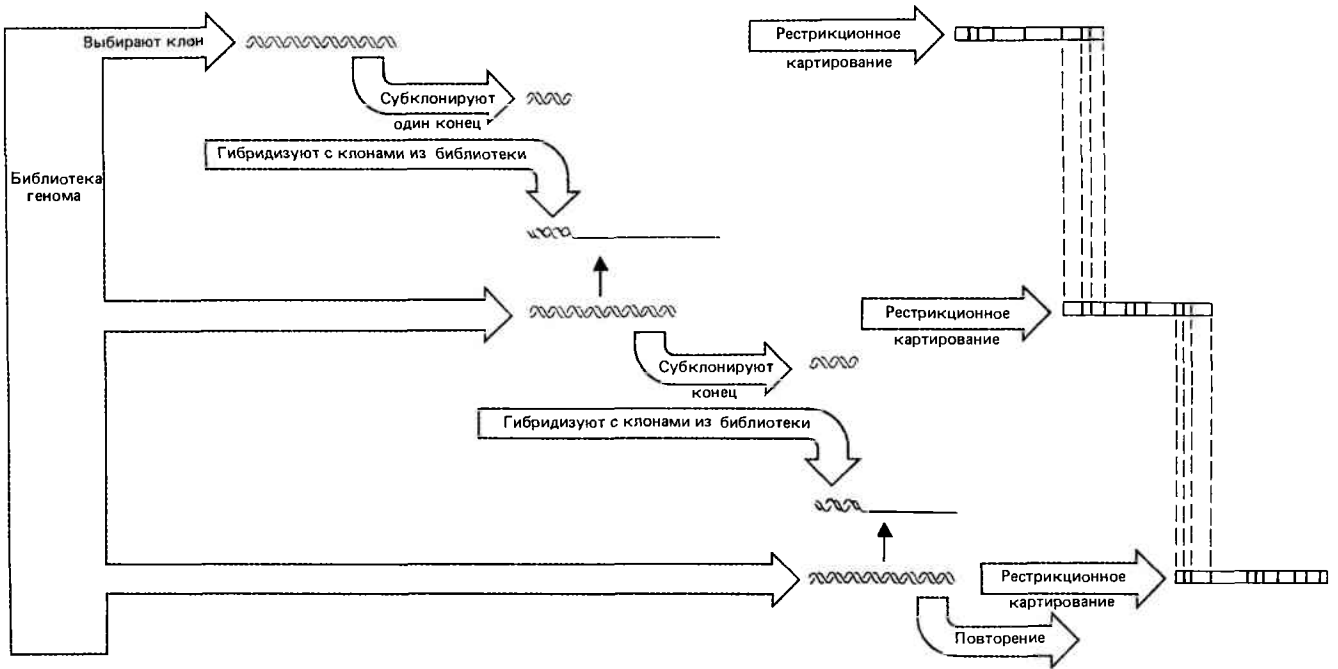 Выбирают клон
Рестрикционное
картирование
Субклонируют
один конец
Гибридизуют с клонами из библиотеки
Библиотека
генома
Рестрикционное
картирование
Субклонируют
конец
Гибридизуют с клонами из библиотеки
Рестрикционное
картирование
Повторение